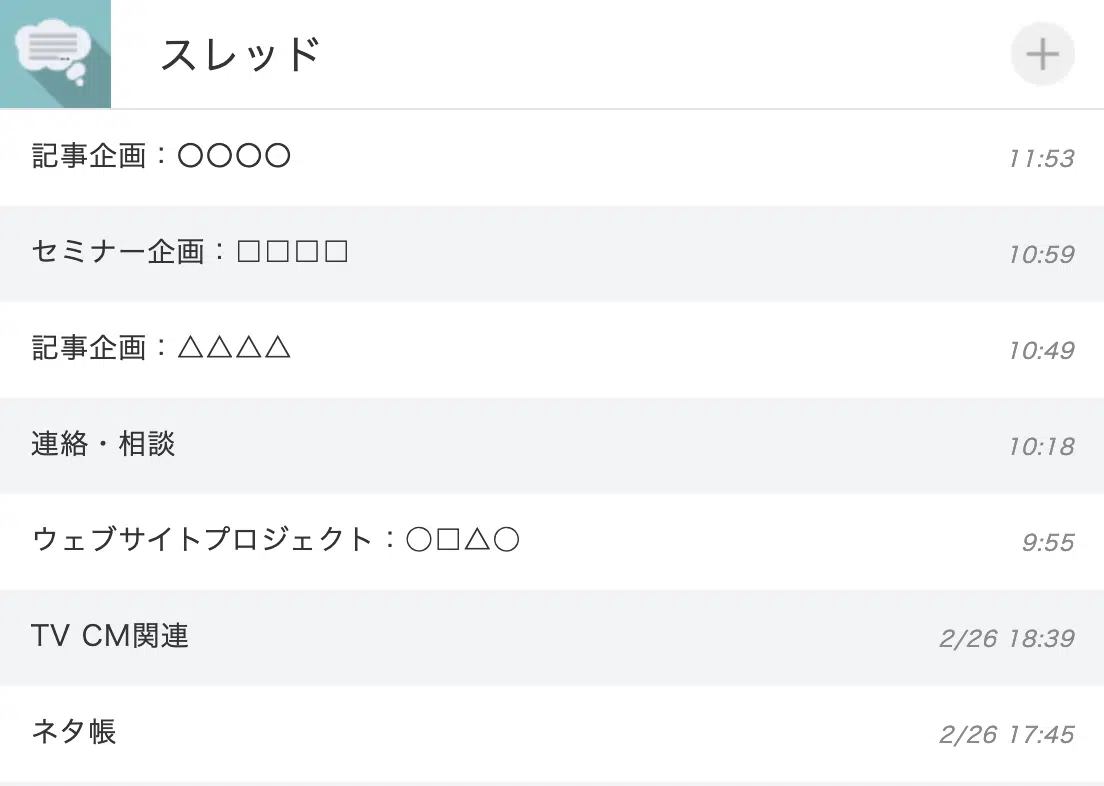 スレッド
記事企画：〇〇〇〇
11:53
セミナー企画：□□□□
10:59
記事企画：△△△△
10:49
連絡・相談
10:18
ウェブサイトプロジェクト：○□△○
9:55
TV CM関連
2/26 18:39
ネタ帳
2/26 17:45